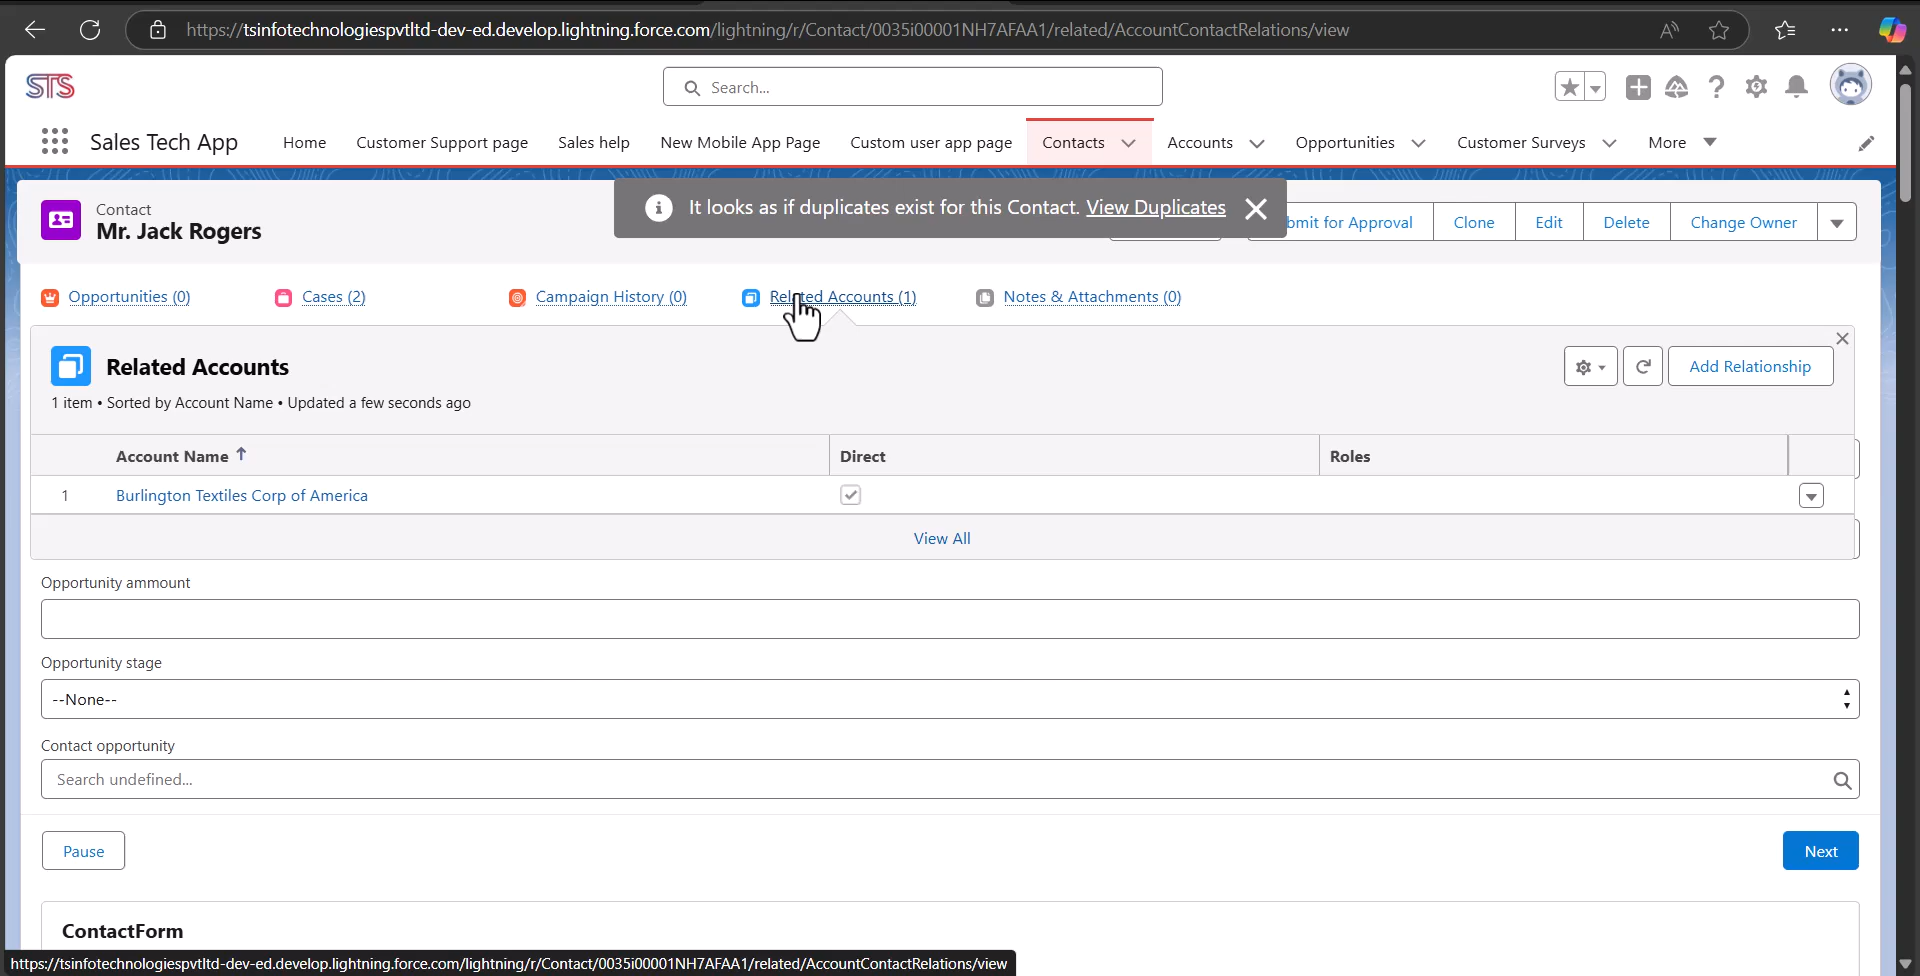 https://tsinfotechnologiespvtltd-dev-ed.develop.lightning.force.com/lightning/r/Contact/0035i00001NH7AFAA1/related/AccountContactRelations/view
STS
Search...
Sales Tech App
Home
Customer Support page
Sales help
New Mobile App Page
Custom user app page
Contacts
Accounts
Opportunities
Customer Surveys
More
Contact
Mr. Jack Rogers
It looks as if duplicates exist for this Contact. View Duplicates
bmit for Approval
Clone
Edit
Delete
Change Owner
Opportunities (0)
Cases (2)
Campaign History (0)
Related Accounts (1)
Notes & Attachments (0)
Related Accounts
1 item • Sorted by Account Name • Updated a few seconds ago
Add Relationship
Account Name
Direct
Roles
1
Burlington Textiles Corp of America
View All
Opportunity ammount
Opportunity stage
--None--
Contact opportunity
Search undefined...
Pause
Next
ContactForm
https://tsinfotechnologiespvtltd-dev-ed.develop.lightning.force.com/lightning/r/Contact/0035i00001NH7AFAA1/related/AccountContactRelations/view